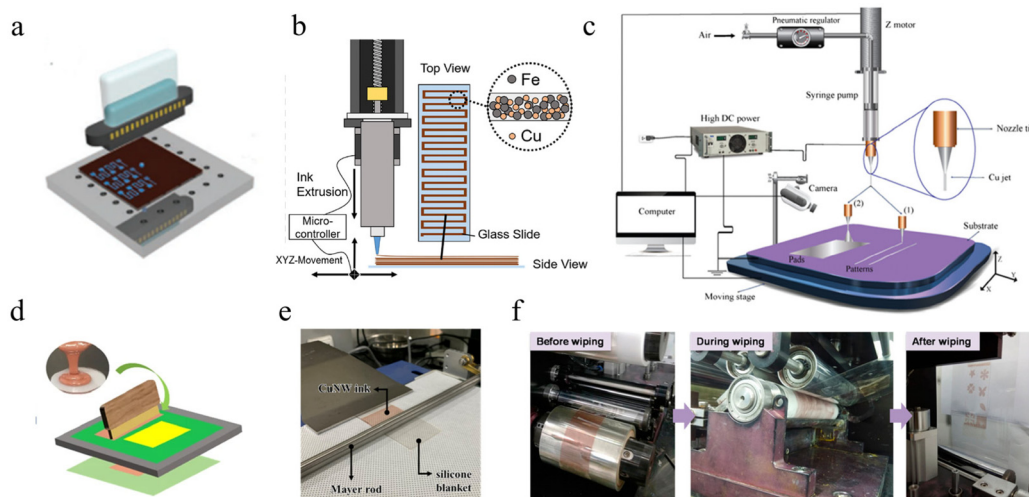 a
b
Top View
Fe
Cu
Ink
Extrusion
Micro-
controller
XYZ-Movement
Glass Slide
Side View
c
Pneumatic regulator
Z motor
Air
Syringe pump
High DC power
Nozzle ti
Cu jet
Camera
Computer
(2)
(1)
Substrate
Pads
Patterns
Moving stage
Z
Y
X
d
e
CuNW ink
silicone
blanket
Mayer rod
f
Before wiping
During wiping
After wiping